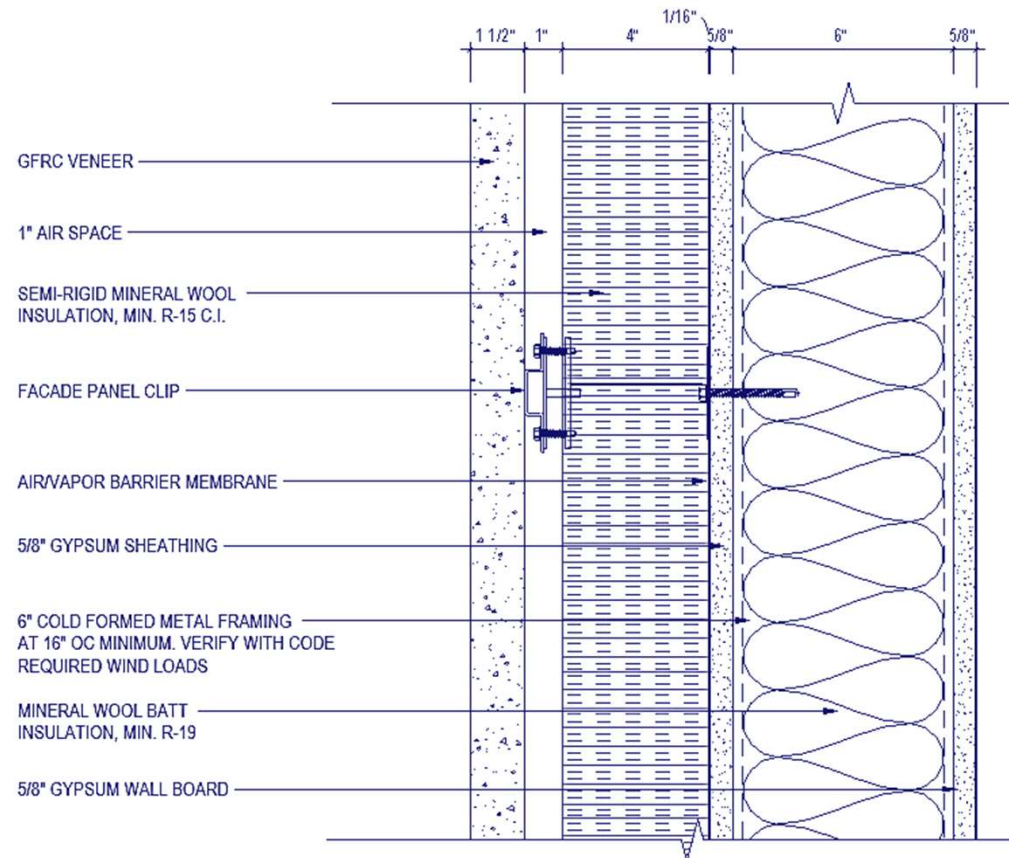 1/16"
1 1/2" 1" 4" 5/8" 6" 5/8"
GFRC VENEER
1" AIR SPACE
SEMI-RIGID MINERAL WOOL
INSULATION, MIN. R-15 C.I.
FACADE PANEL CLIP
AIR/VAPOR BARRIER MEMBRANE
5/8" GYPSUM SHEATHING
6" COLD FORMED METAL FRAMING
AT 16" OC MINIMUM. VERIFY WITH CODE
REQUIRED WIND LOADS
MINERAL WOOL BATT
INSULATION, MIN. R-19
5/8" GYPSUM WALL BOARD